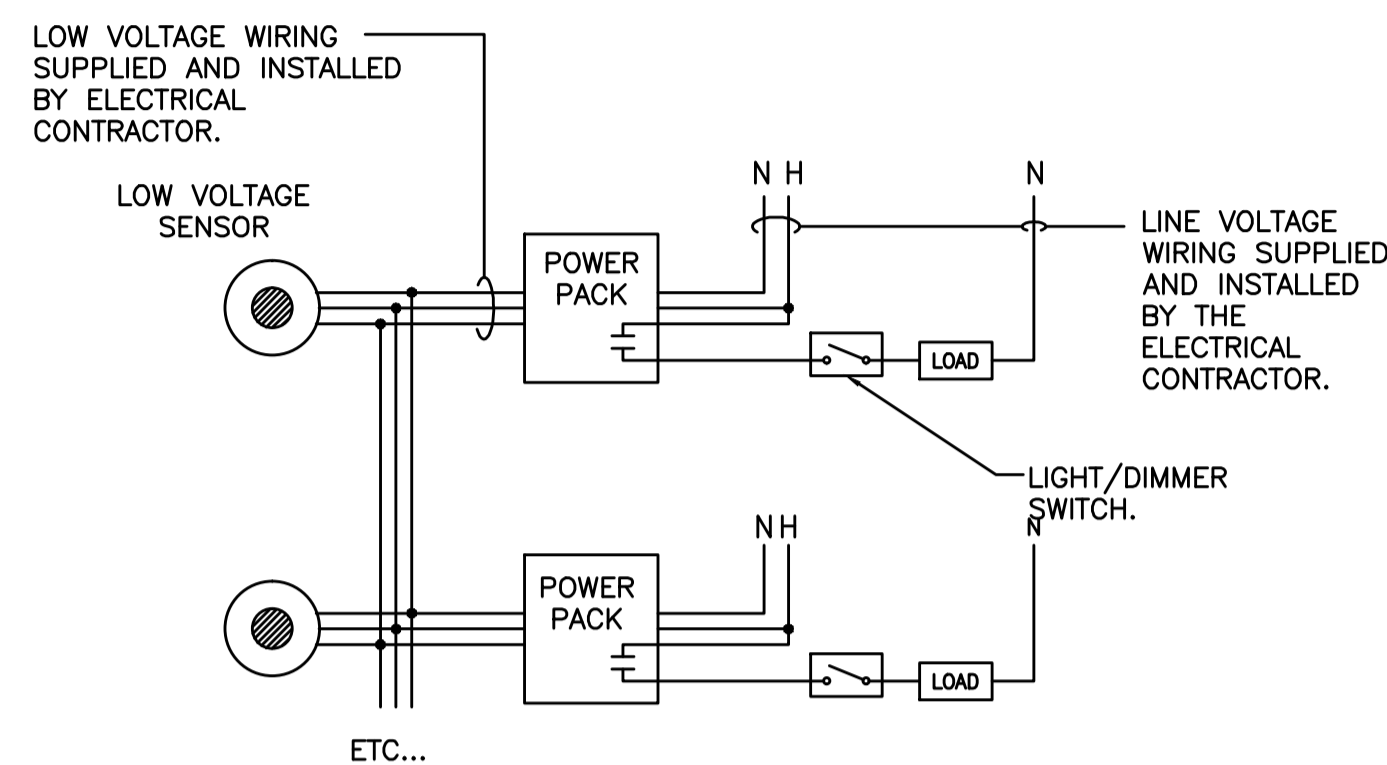 LOW VOLTAGE WIRING
SUPPLIED AND INSTALLED
BY ELECTRICAL
CONTRACTOR.
LOW VOLTAGE
SENSOR
N H
N
LINE VOLTAGE
WIRING SUPPLIED
AND INSTALLED
BY THE
ELECTRICAL
CONTRACTOR.
POWER
PACK
LOAD
LIGHT/DIMMER
SWITCH.
N H
N
POWER
PACK
LOAD
ETC...